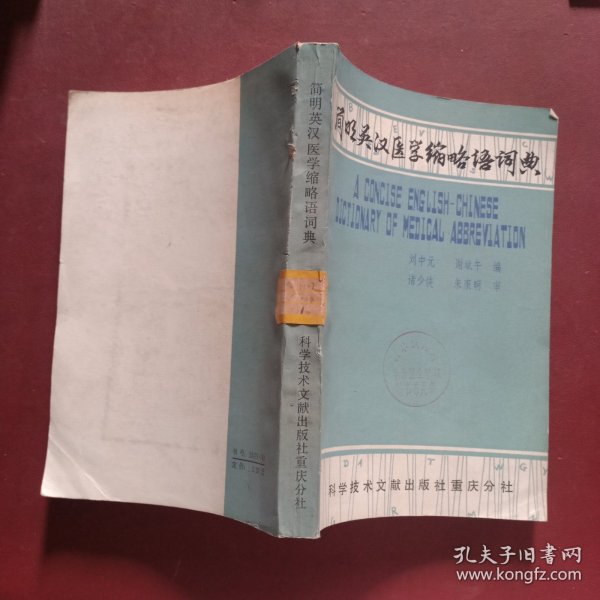 简明英汉医学缩略语词典
A CONCISE ENGLISH-CHINESE
DICTIONARY OF MEDICAL ABBREVIATION
刘中元 谢斌午 编
审
科学技术文献出版社重庆分社
简明英汉医学缩略语词典
科学技术文献出版社重庆分社
孔夫子旧书网
www.kongfz.com